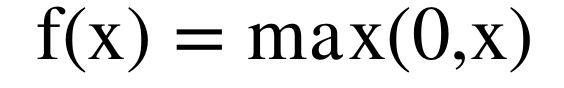 f(x) = max(0,x)